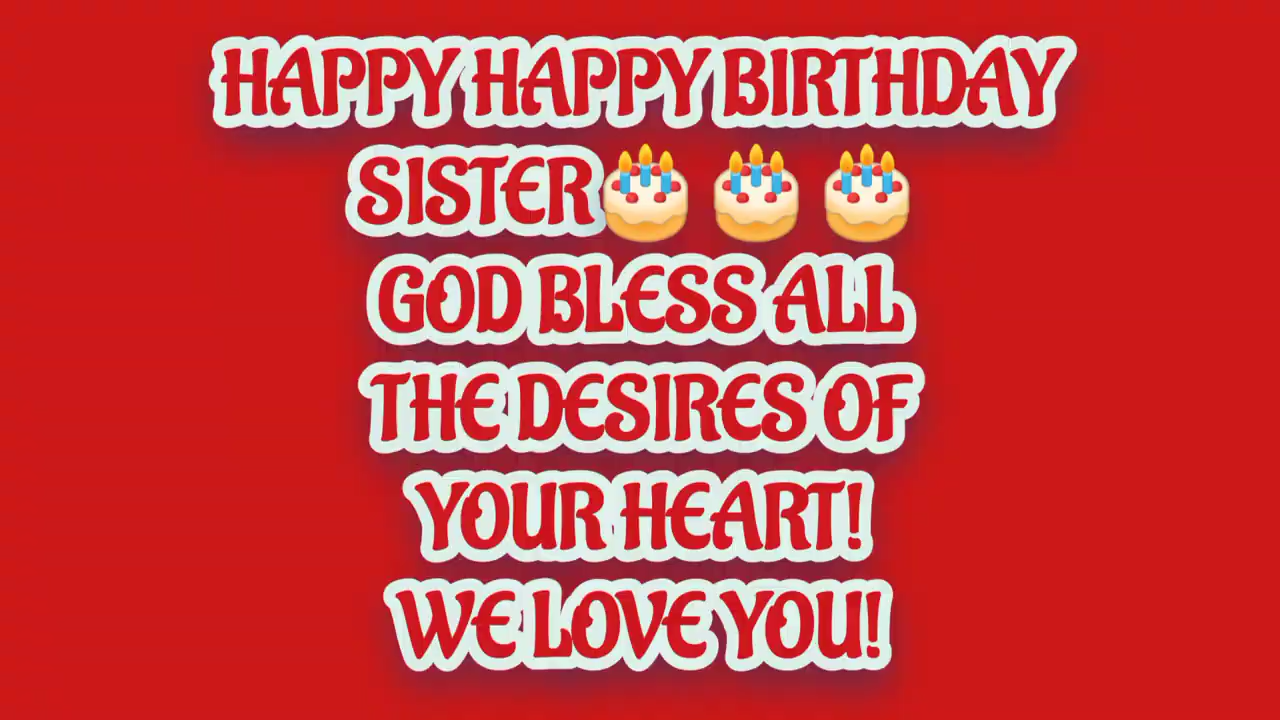 HAPPY HAPPY BIRTHDAY
SISTER🎂 🎂 🎂
GOD BLESS ALL
THE DESIRES OF
YOUR HEART!
WE LOVE YOU!